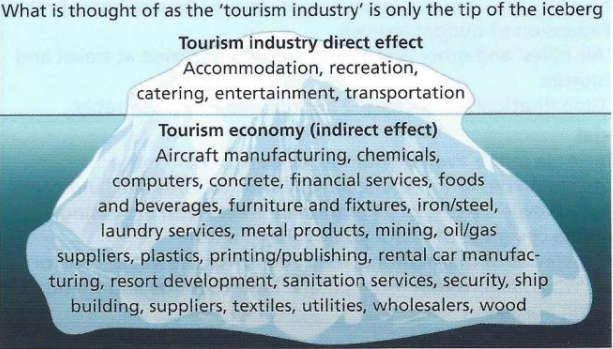 What is thought of as the ‘tourism industry’ is only the tip of the iceberg
Tourism industry direct effect
Accommodation, recreation,
catering, entertainment, transportation
Tourism economy (indirect effect)
Aircraft manufacturing, chemicals,
computers, concrete, financial services, foods
and beverages, furniture and fixtures, iron/steel,
laundry services, metal products, mining, oil/gas
suppliers, plastics, printing/publishing, rental car manufac-
turing, resort development, sanitation services, security, ship
building, suppliers, textiles, utilities, wholesalers, wood